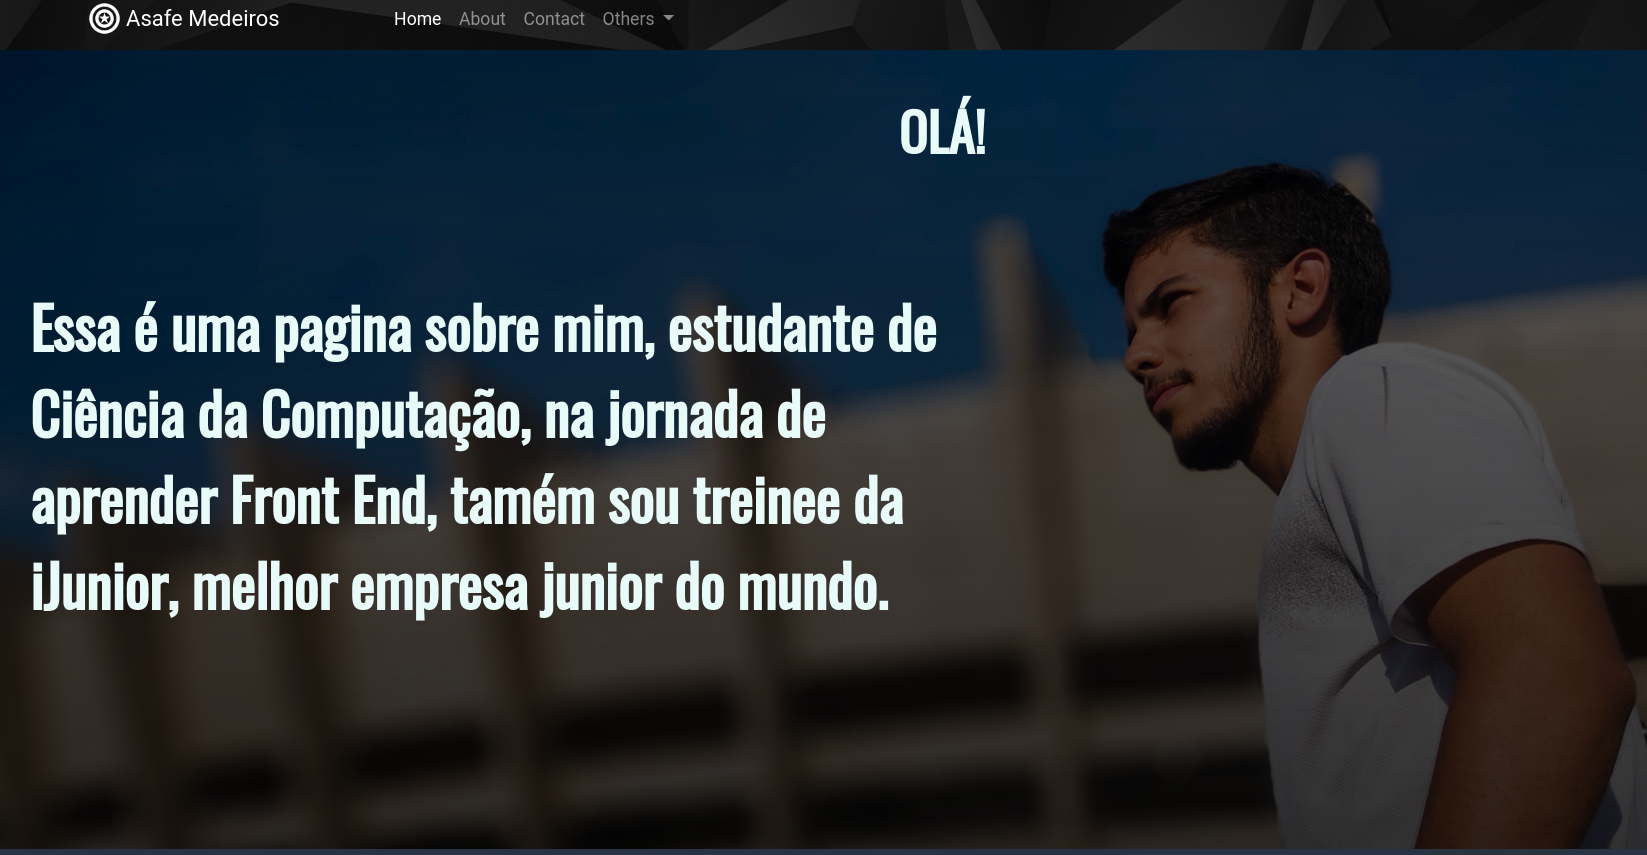 Asafe Medeiros Home About Contact Others
OLÁ!
Essa é uma pagina sobre mim, estudante de
Ciência da Computação, na jornada de
aprender Front End, tamém sou treinee da
iJunior, melhor empresa junior do mundo.